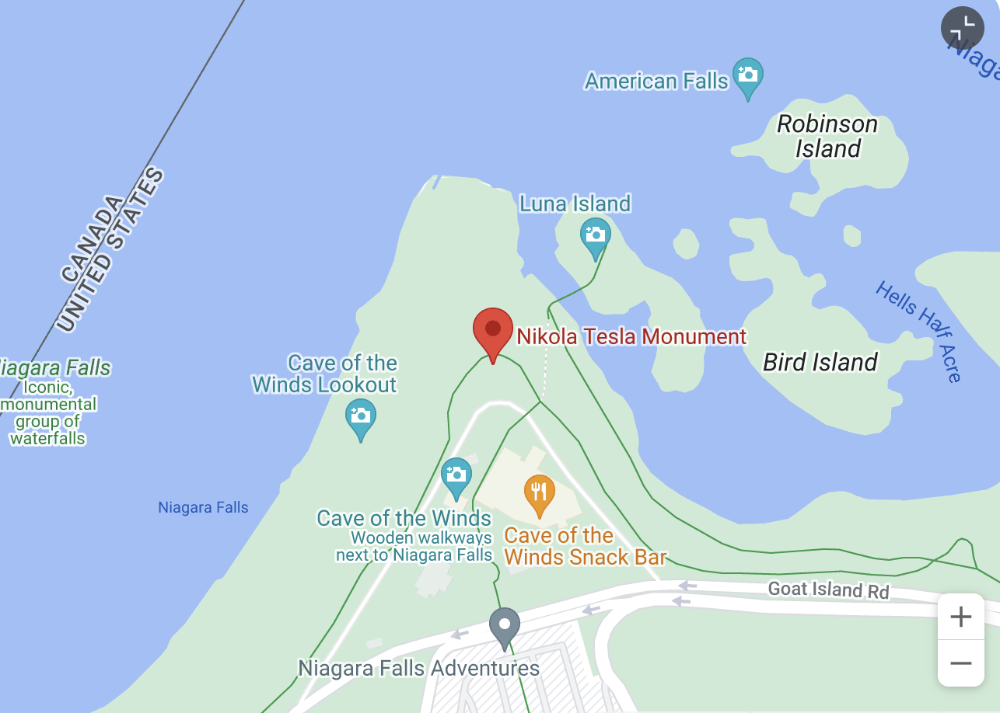 Niaga
American Falls
Robinson
Island
CANADA
UNITED STATES
Luna Island
Hells Half Acre
Nikola Tesla Monument
Bird Island
Cave of the
Winds Lookout
iagara Falls
Iconic,
monumental
group of
waterfalls
Niagara Falls
Cave of the Winds
Wooden walkways
next to Niagara Falls
Cave of the
Winds Snack Bar
Goat Island Rd
Niagara Falls Adventures